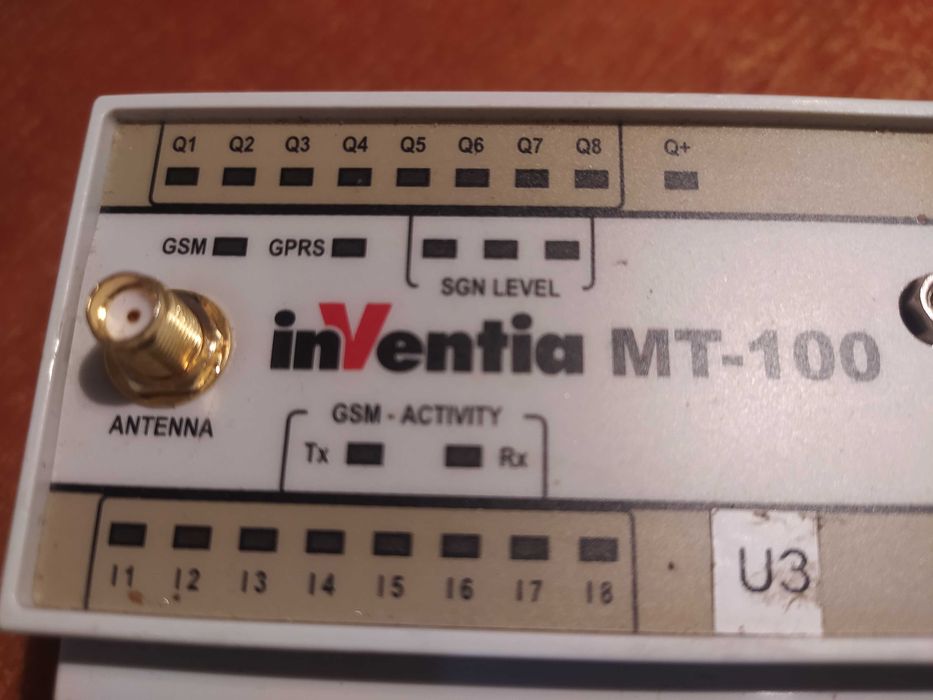 Q1 Q2 Q3 Q4 Q5 Q6 Q7 Q8 Q+
GSM GPRS
SGN LEVEL
inVentia MT-100
ANTENNA
GSM - ACTIVITY
Tx Rx
I1 I2 I3 I4 I5 I6 I7 I8
U3